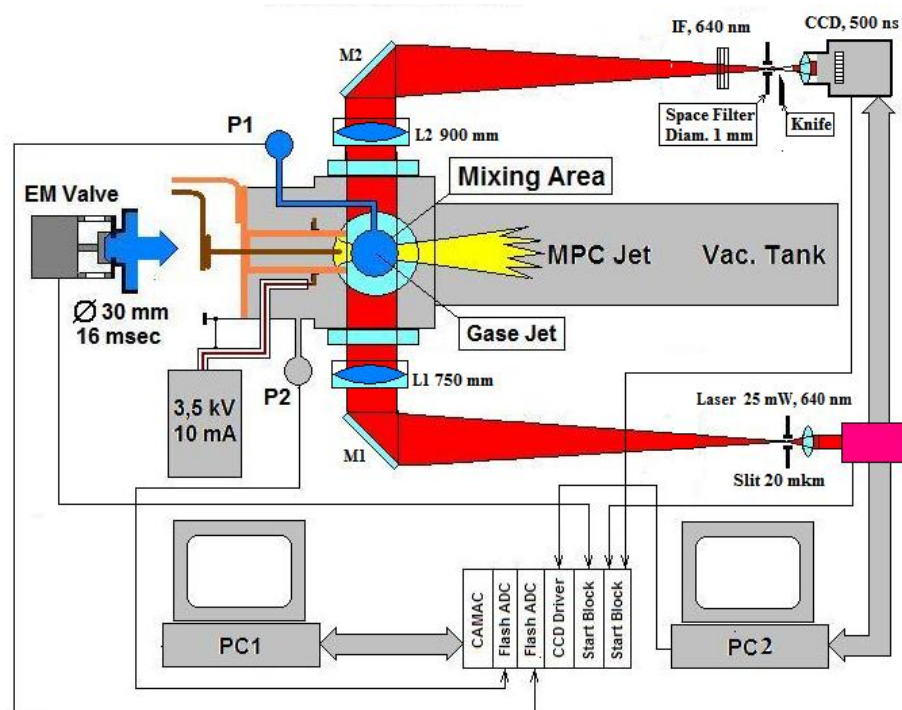 M2
IF, 640 nm
CCD, 500 ns
P1
L2 900 mm
Space Filter
Diam. 1 mm
Knife
EM Valve
Mixing Area
MPC Jet
Vac. Tank
Ø 30 mm
16 msec
Gase Jet
P2
L1 750 mm
Laser 25 mW, 640 nm
3,5 kV
10 mA
M1
Slit 20 mkm
CAMAC
Flash ADC
Flash ADC
CCD Driver
Start Block
Start Block
PC1
PC2